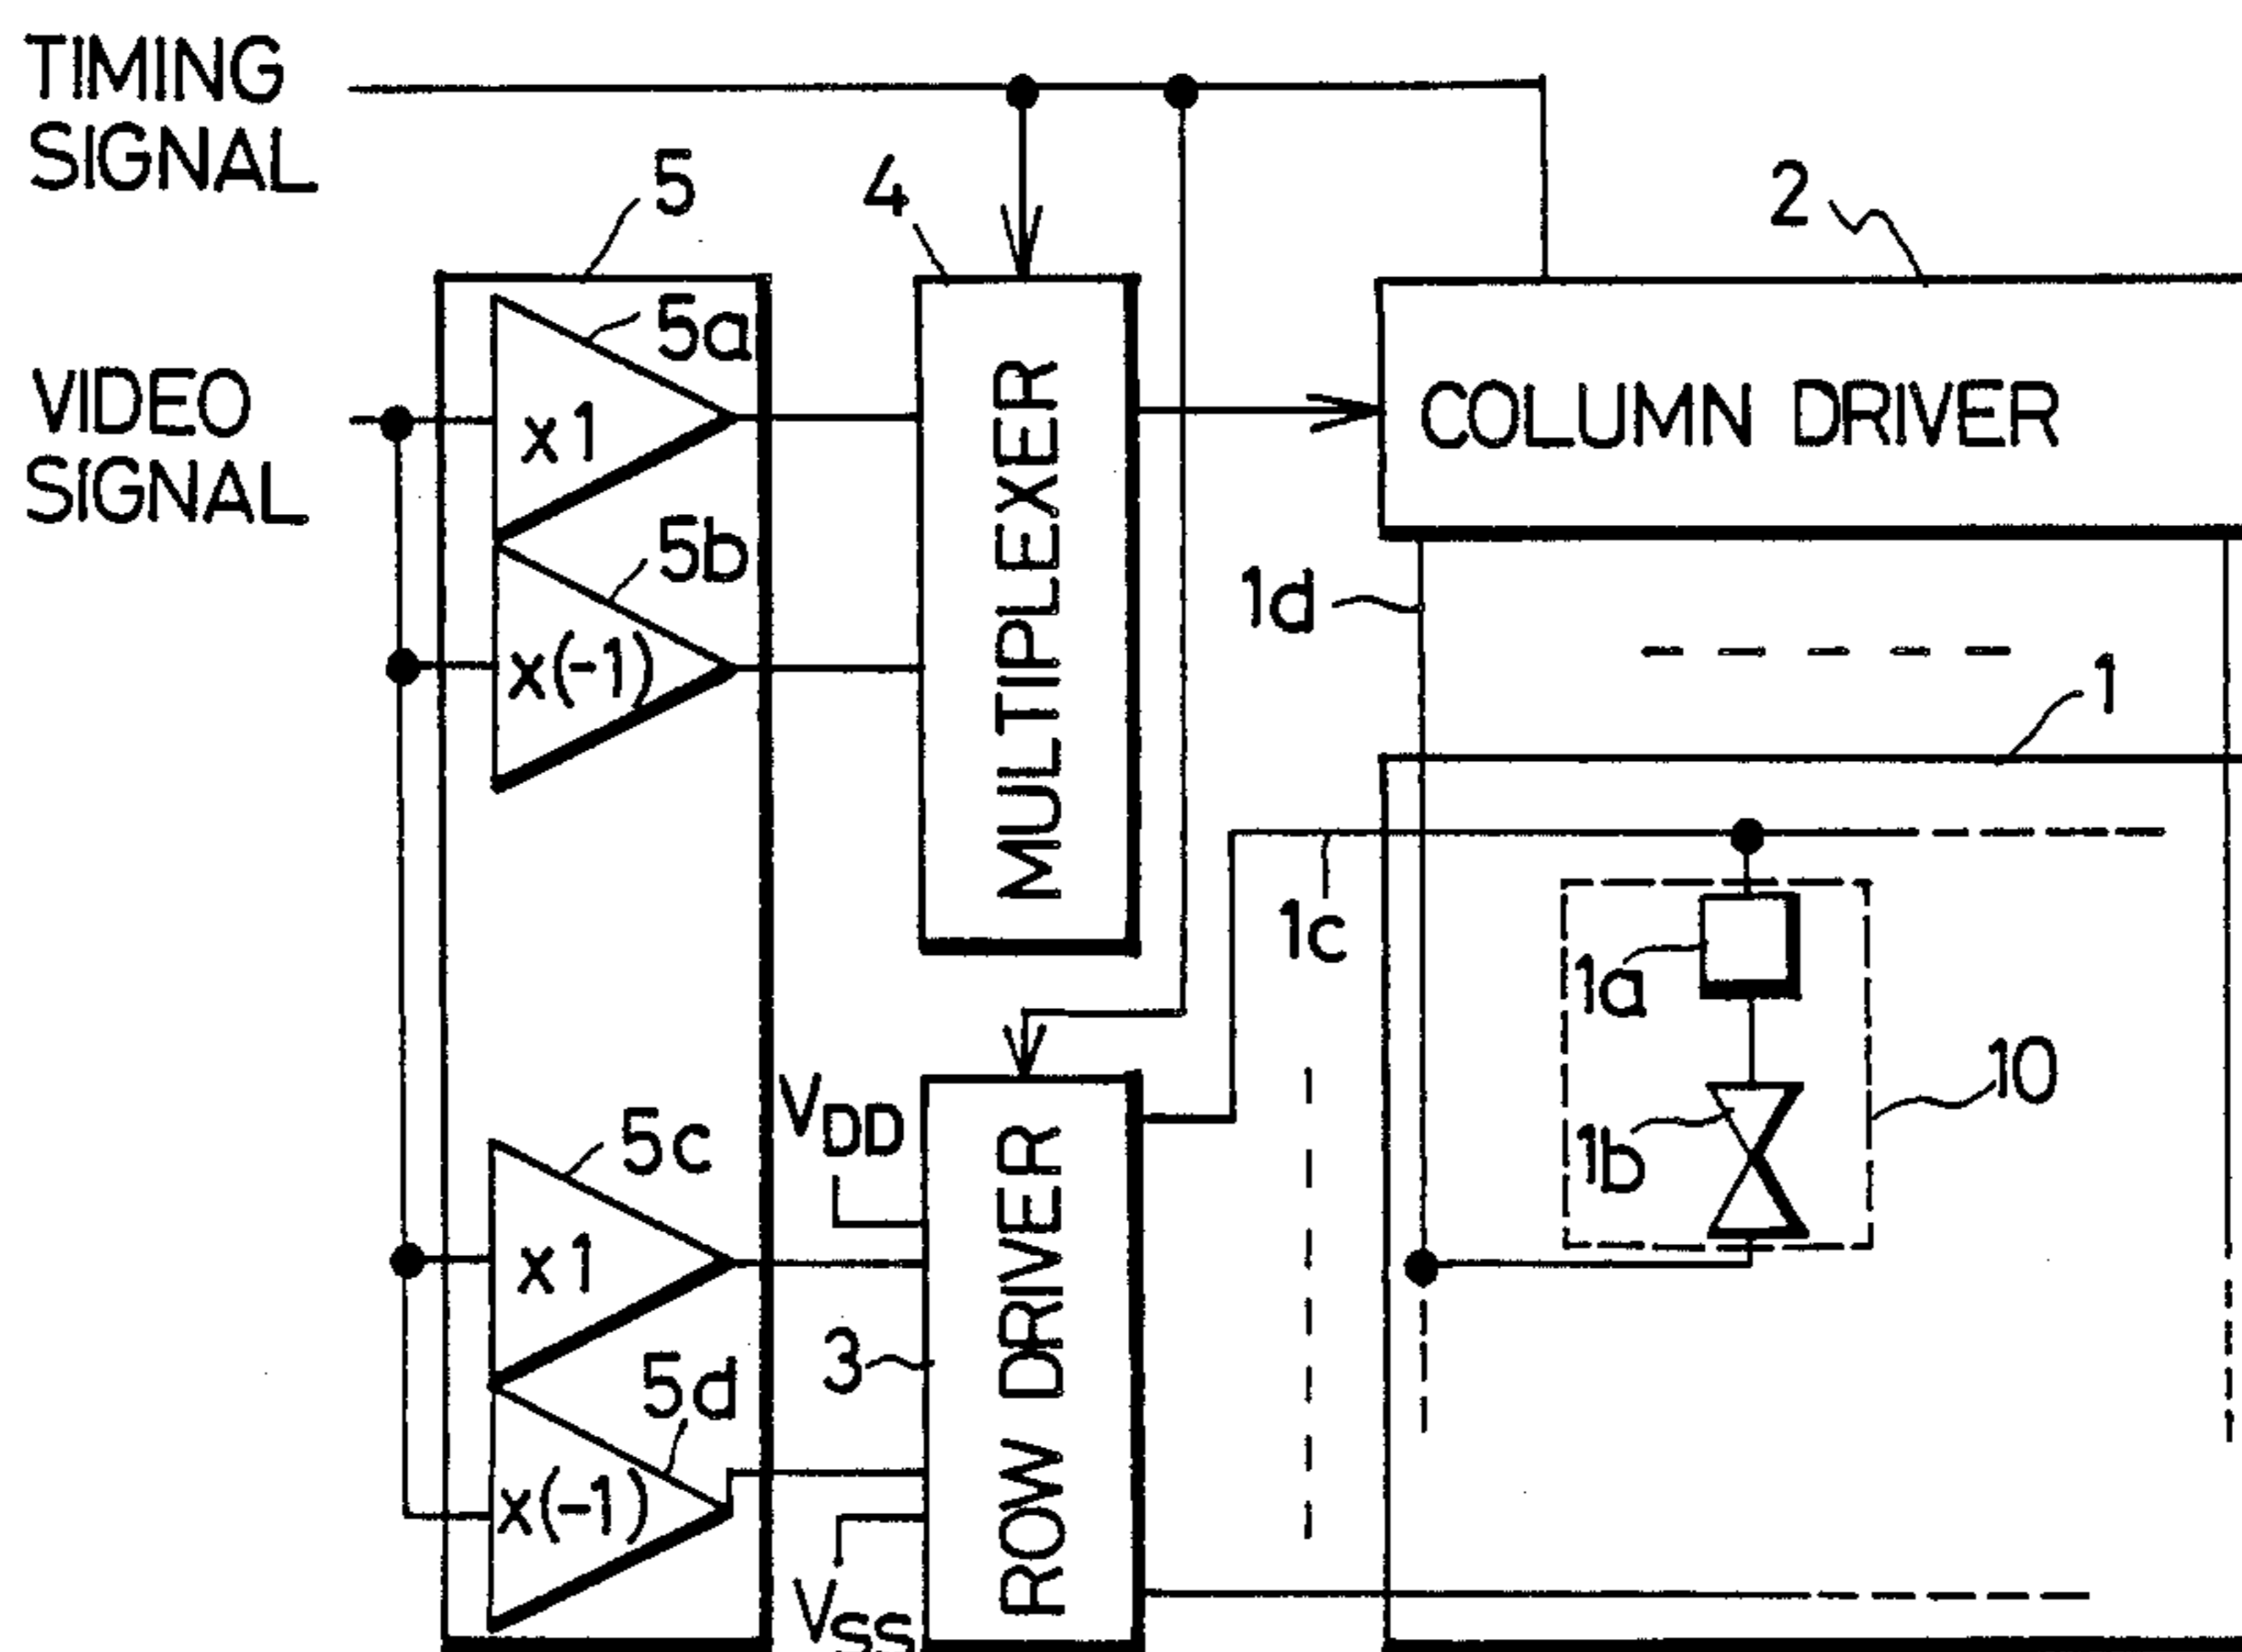 TIMING
SIGNAL
5
4
2
5a
VIDEO
SIGNAL
x1
COLUMN DRIVER
MULTIPLEXER
5b
1d
x(-1)
1
1c
1a
10
VDD
5c
1b
ROW DRIVER
x1
3
5d
x(-1)
VSS